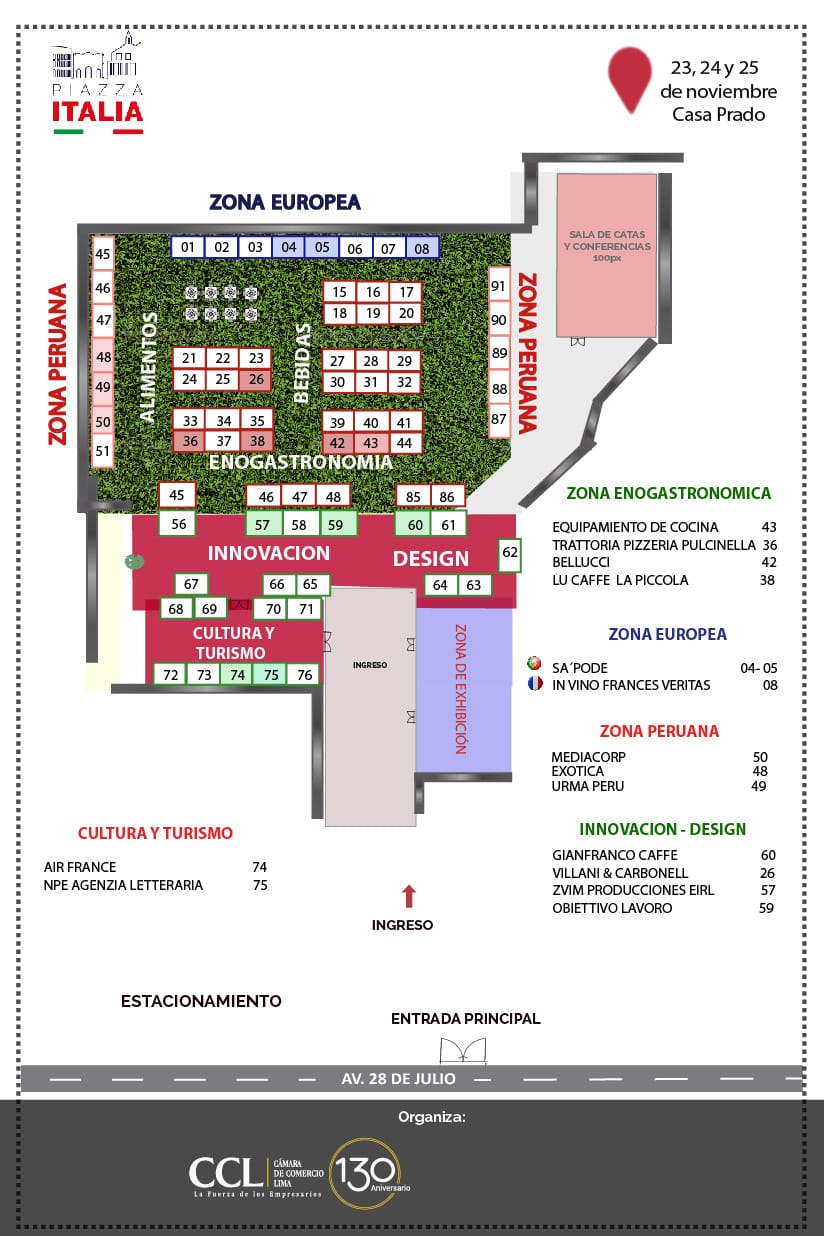 PIAZZA
ITALIA
23, 24 y 25
de noviembre
Casa Prado
ZONA EUROPEA
SALA DE CATAS
Y CONFERENCIAS
100px
01 02 03 04 05 06 07 08
ZONA PERUANA
45
46
47
48
49
50
51
ALIMENTOS
BEBIDAS
15 16 17
18 19 20
21 22 23
24 25 26
27 28 29
30 31 32
33 34 35
36 37 38
39 40 41
42 43 44
ENOGASTRONOMIA
91
90
89
88
87
ZONA PERUANA
45 46 47 48 85 86
56 57 58 59 60 61
62
INNOVACION
DESIGN
67 66 65 64 63
68 69 70 71
CULTURA Y
TURISMO
72 73 74 75 76
INGRESO
ZONA DE EXHIBICIÓN
ZONA ENOGASTRONOMICA
EQUIPAMIENTO DE COCINA 43
TRATTORIA PIZZERIA PULCINELLA 36
BELLUCCI 42
LU CAFFE LA PICCOLA 38
ZONA EUROPEA
SA´PODE 04- 05
IN VINO FRANCES VERITAS 08
ZONA PERUANA
MEDIACORP 50
EXOTICA 48
URMA PERU 49
INNOVACION - DESIGN
GIANFRANCO CAFFE 60
VILLANI & CARBONELL 26
ZVIM PRODUCCIONES EIRL 57
OBIETTIVO LAVORO 59
CULTURA Y TURISMO
AIR FRANCE 74
NPE AGENZIA LETTERARIA 75
INGRESO
ESTACIONAMIENTO
ENTRADA PRINCIPAL
AV. 28 DE JULIO
Organiza:
CCL
CÁMARA
DE COMERCIO
LIMA
La Fuerza de los Empresarios
130
Aniversario